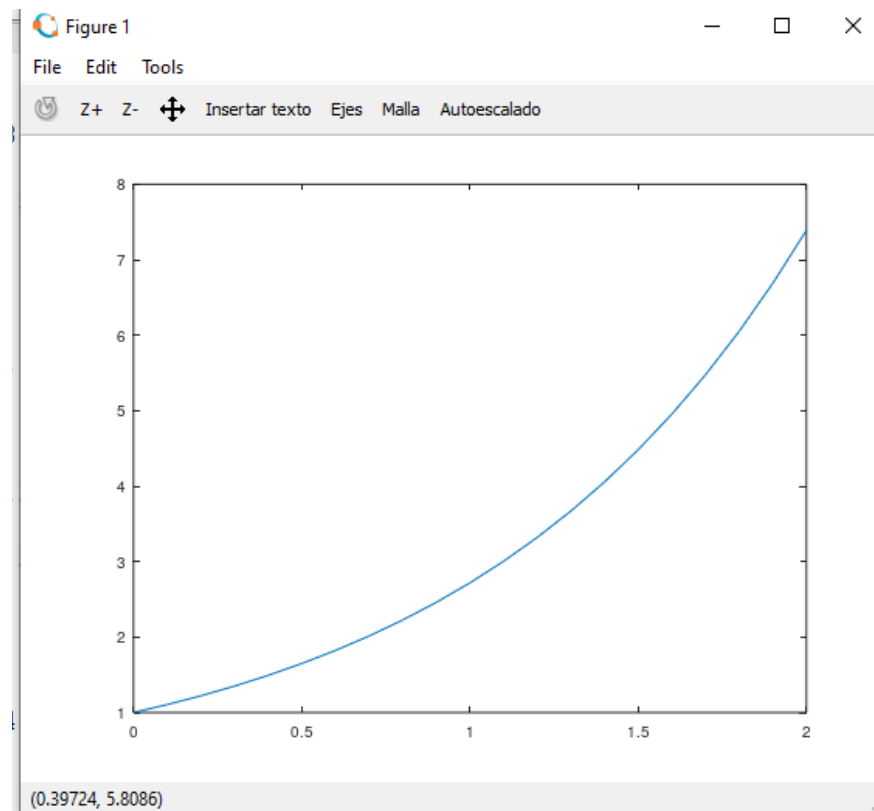 Figure 1
File Edit Tools
Z+ Z- Insertar texto Ejes Malla Autoescalado
8
7
6
5
4
3
2
1
0 0.5 1 1.5 2
(0.39724, 5.8086)